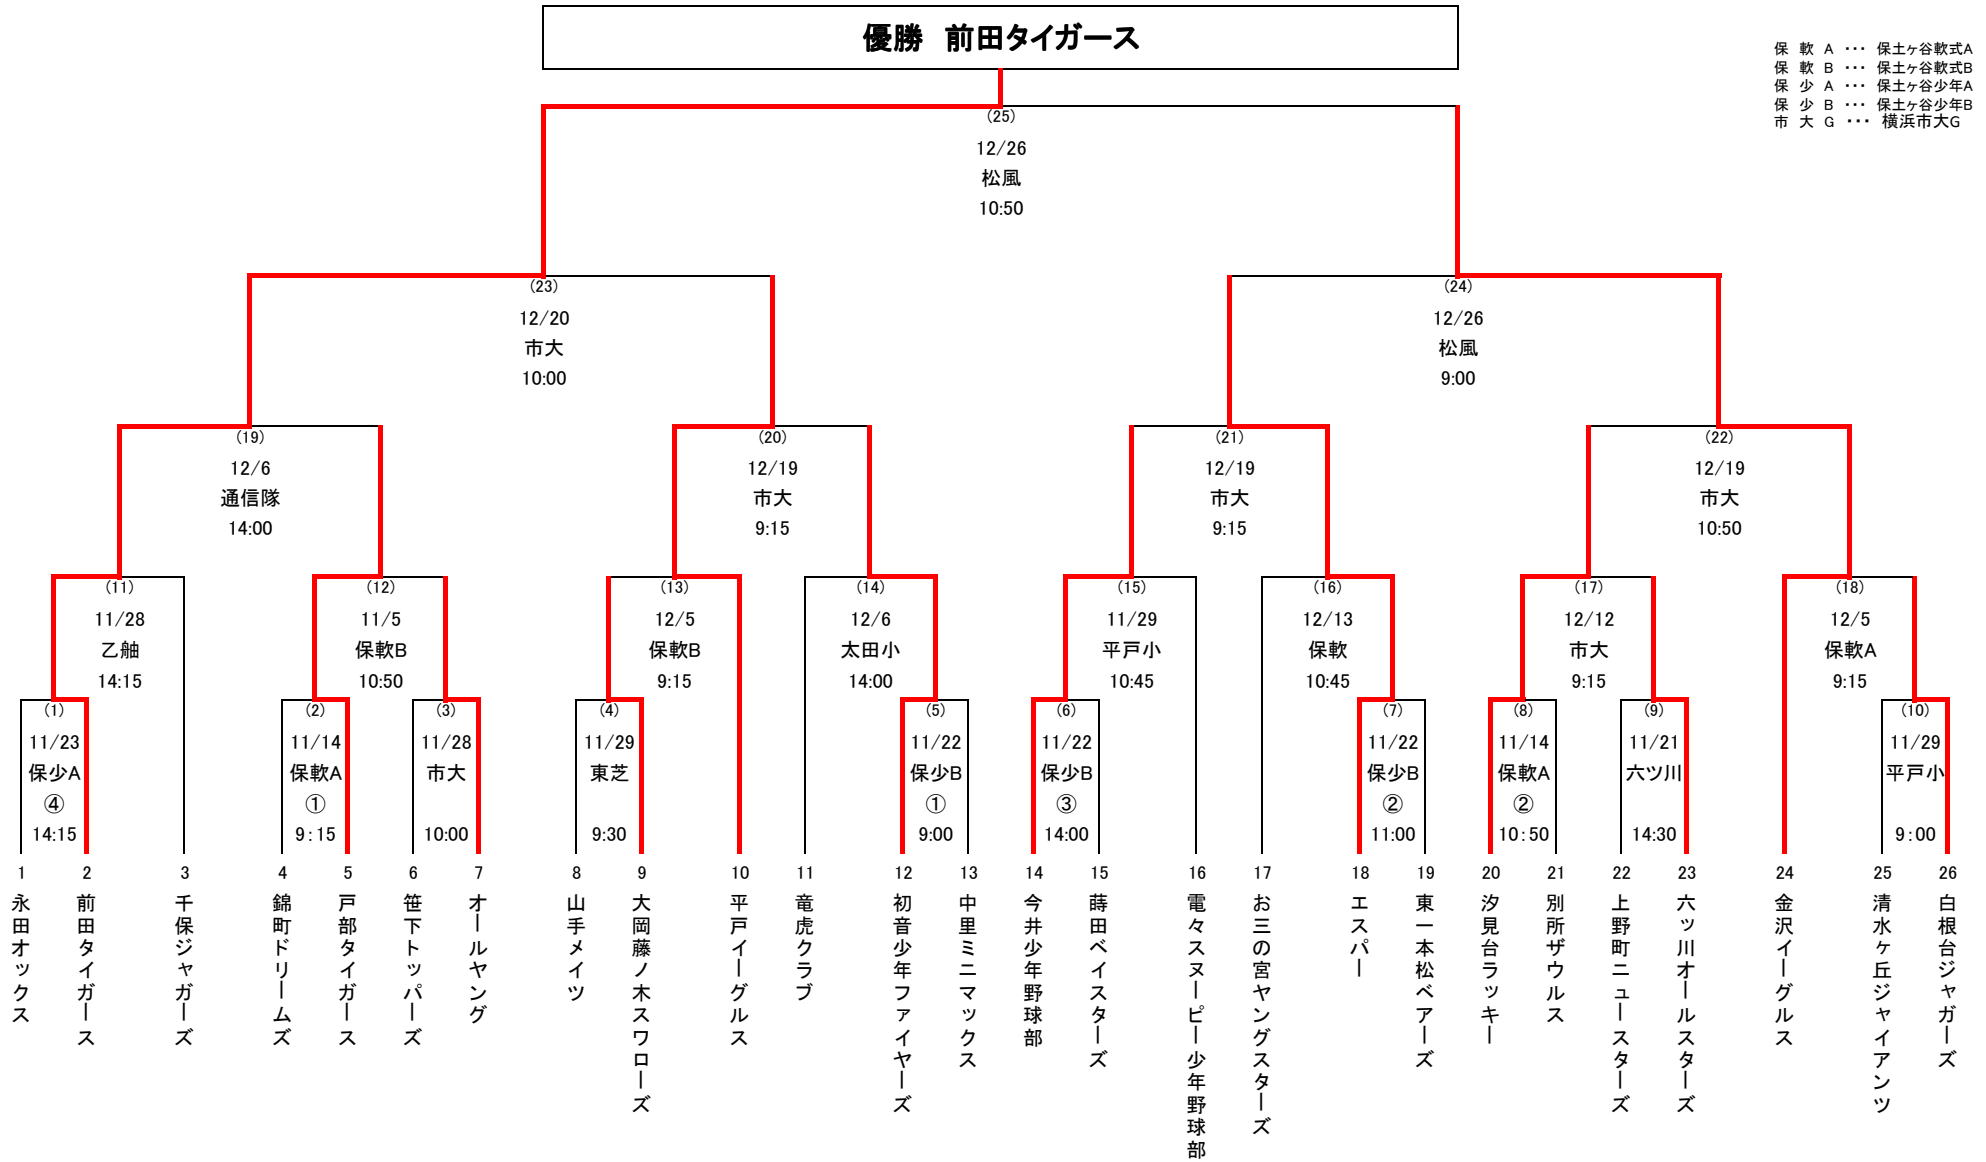 優勝　前田タイガース
保 軟 A ・・・ 保土ヶ谷軟式A
保 軟 B ・・・ 保土ヶ谷軟式B
保 少 A ・・・ 保土ヶ谷少年A
保 少 B ・・・ 保土ヶ谷少年B
市 大 G ・・・ 横浜市大G
(25)
12/26
松風
10:50
(23)
12/20
市大
10:00
(24)
12/26
松風
9:00
(19)
12/6
通信隊
14:00
(20)
12/19
市大
9:15
(21)
12/19
市大
9:15
(22)
12/19
市大
10:50
(11)
11/28
乙舳
14:15
(12)
11/5
保軟B
10:50
(13)
12/5
保軟B
9:15
(14)
12/6
太田小
14:00
(15)
11/29
平戸小
10:45
(16)
12/13
保軟
10:45
(17)
12/12
市大
9:15
(18)
12/5
保軟A
9:15
(1)
11/23
保少A
④
14:15
(2)
11/14
保軟A
①
9:15
(3)
11/28
市大
10:00
(4)
11/29
東芝
9:30
(5)
11/22
保少B
①
9:00
(6)
11/22
保少B
③
14:00
(7)
11/22
保少B
②
11:00
(8)
11/14
保軟A
②
10:50
(9)
11/21
六ツ川
14:30
(10)
11/29
平戸小
9:00
1
永田オックス
2
前田タイガース
3
千保ジャガーズ
4
錦町ドリームズ
5
戸部タイガース
6
笹下トッパーズ
7
オールヤング
8
山手メイツ
9
大岡藤ノ木スワローズ
10
平戸イーグルス
11
竜虎クラブ
12
初音少年ファイヤーズ
13
中里ミニマックス
14
今井少年野球部
15
蒔田ベイスターズ
16
電々スヌーピー少年野球部
17
お三の宮ヤングスターズ
18
エスパー
19
東一本松ベアーズ
20
汐見台ラッキー
21
別所ザウルス
22
上野町ニュースターズ
23
六ッ川オールスターズ
24
金沢イーグルス
25
清水ヶ丘ジャイアンツ
26
白根台ジャガーズ